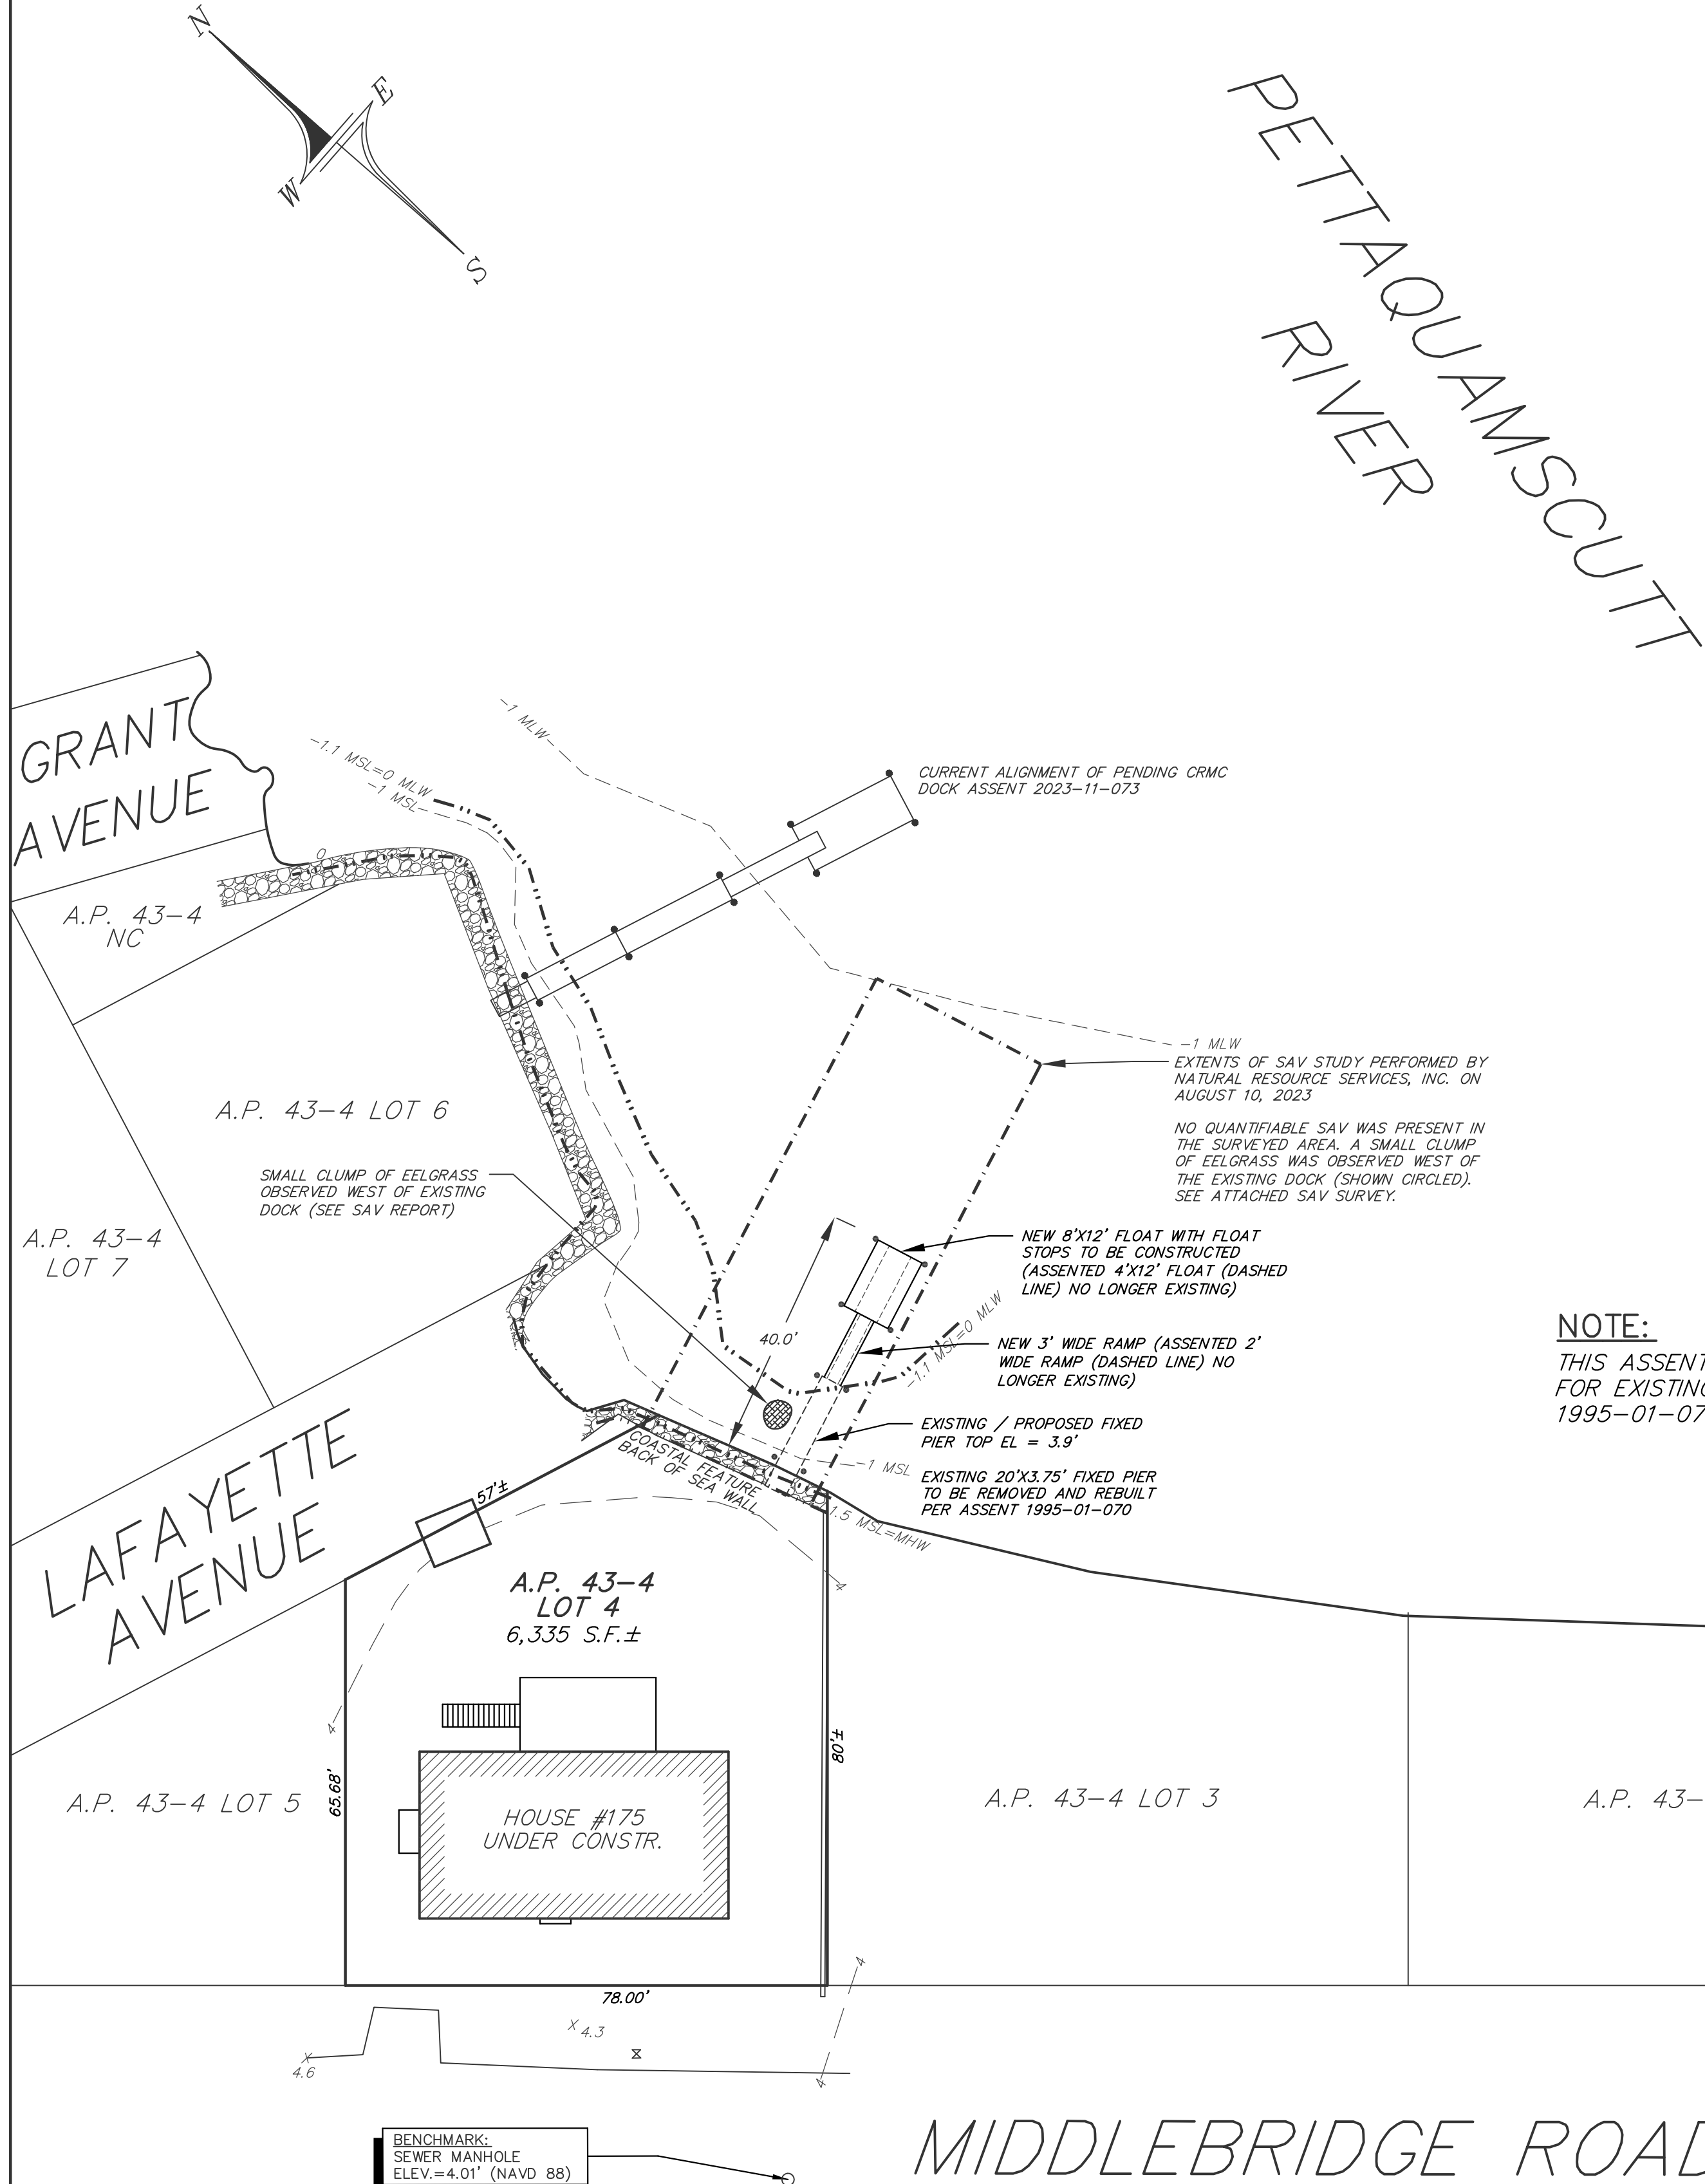 N
E
W
S
PETTAQUAMSCUTT
RIVER
GRANT
AVENUE
-1 MLW
-1.1 MSL=0 MLW
-1 MSL
CURRENT ALIGNMENT OF PENDING CRMC
DOCK ASSENT 2023-11-073
0
A.P. 43-4
NC
-1 MLW
EXTENTS OF SAV STUDY PERFORMED BY
NATURAL RESOURCE SERVICES, INC. ON
AUGUST 10, 2023
NO QUANTIFIABLE SAV WAS PRESENT IN
THE SURVEYED AREA. A SMALL CLUMP
OF EELGRASS WAS OBSERVED WEST OF
THE EXISTING DOCK (SHOWN CIRCLED).
SEE ATTACHED SAV SURVEY.
A.P. 43-4 LOT 6
SMALL CLUMP OF EELGRASS
OBSERVED WEST OF EXISTING
DOCK (SEE SAV REPORT)
A.P. 43-4
LOT 7
NEW 8'X12' FLOAT WITH FLOAT
STOPS TO BE CONSTRUCTED
(ASSENTED 4'X12' FLOAT (DASHED
LINE) NO LONGER EXISTING)
40.0'
-1.1 MSL=0 MLW
NEW 3' WIDE RAMP (ASSENTED 2'
WIDE RAMP (DASHED LINE) NO
LONGER EXISTING)
NOTE:
THIS ASSENT
FOR EXISTING
1995-01-07
EXISTING / PROPOSED FIXED
PIER TOP EL = 3.9'
-1 MSL
EXISTING 20'X3.75' FIXED PIER
TO BE REMOVED AND REBUILT
PER ASSENT 1995-01-070
COASTAL FEATURE
BACK OF SEA WALL
1.5 MSL=MHW
57'±
LAFAYETTE
AVENUE
4
A.P. 43-4
LOT 4
6,335 S.F.±
4
80'±
65.68'
A.P. 43-4 LOT 5
HOUSE #175
UNDER CONSTR.
A.P. 43-4 LOT 3
A.P. 43-
78.00'
4
X 4.3
X
4.6
4
BENCHMARK:
SEWER MANHOLE
ELEV.=4.01' (NAVD 88)
MIDDLEBRIDGE ROAD